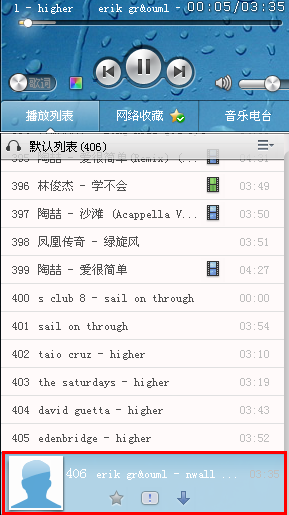 1 - higher erik gr&ouml - 00:05/03:35
歌词
播放列表 网络收藏 音乐电台
默认列表(406)
395 陶喆 - 爱很简单(Remix) (... 04:31
396 林俊杰 - 学不会 03:49
397 陶喆 - 沙滩 (Acappella V... 03:50
398 凤凰传奇 - 绿旋风 03:51
399 陶喆 - 爱很简单 04:27
400 s club 8 - sail on through 00:00
401 sail on through 03:54
402 taio cruz - higher 03:10
403 the saturdays - higher 03:19
404 david guetta - higher 03:43
405 edenbridge - higher 03:52
406 erik gr&ouml - nwall ... 03:35